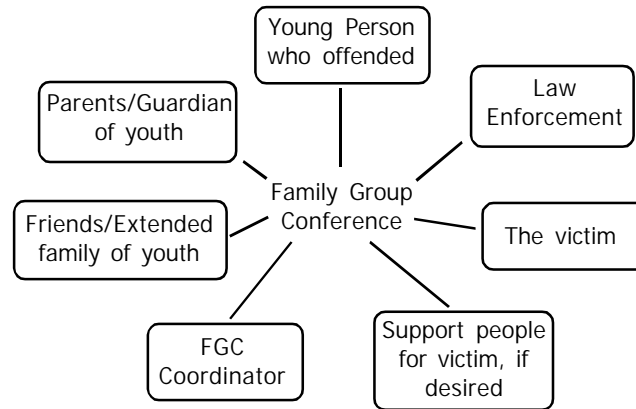 Young Person
who offended
Parents/Guardian
of youth
Law
Enforcement
Family Group
Conference
Friends/Extended
family of youth
The victim
FGC
Coordinator
Support people
for victim, if
desired